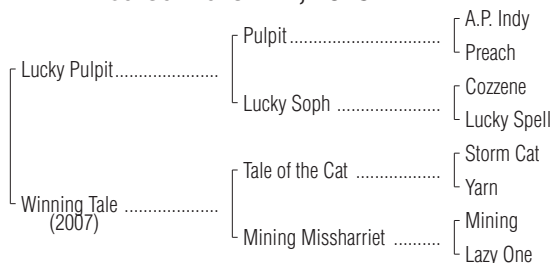 A.P. Indy
Pulpit..............................
Preach
Lucky Pulpit.....................
Cozzene
Lucky Soph .....................
Lucky Spell
Storm Cat
Tale of the Cat .................
Yarn
Winning Tale ...................
(2007)
Mining
Mining Missharriet ..........
Lazy One